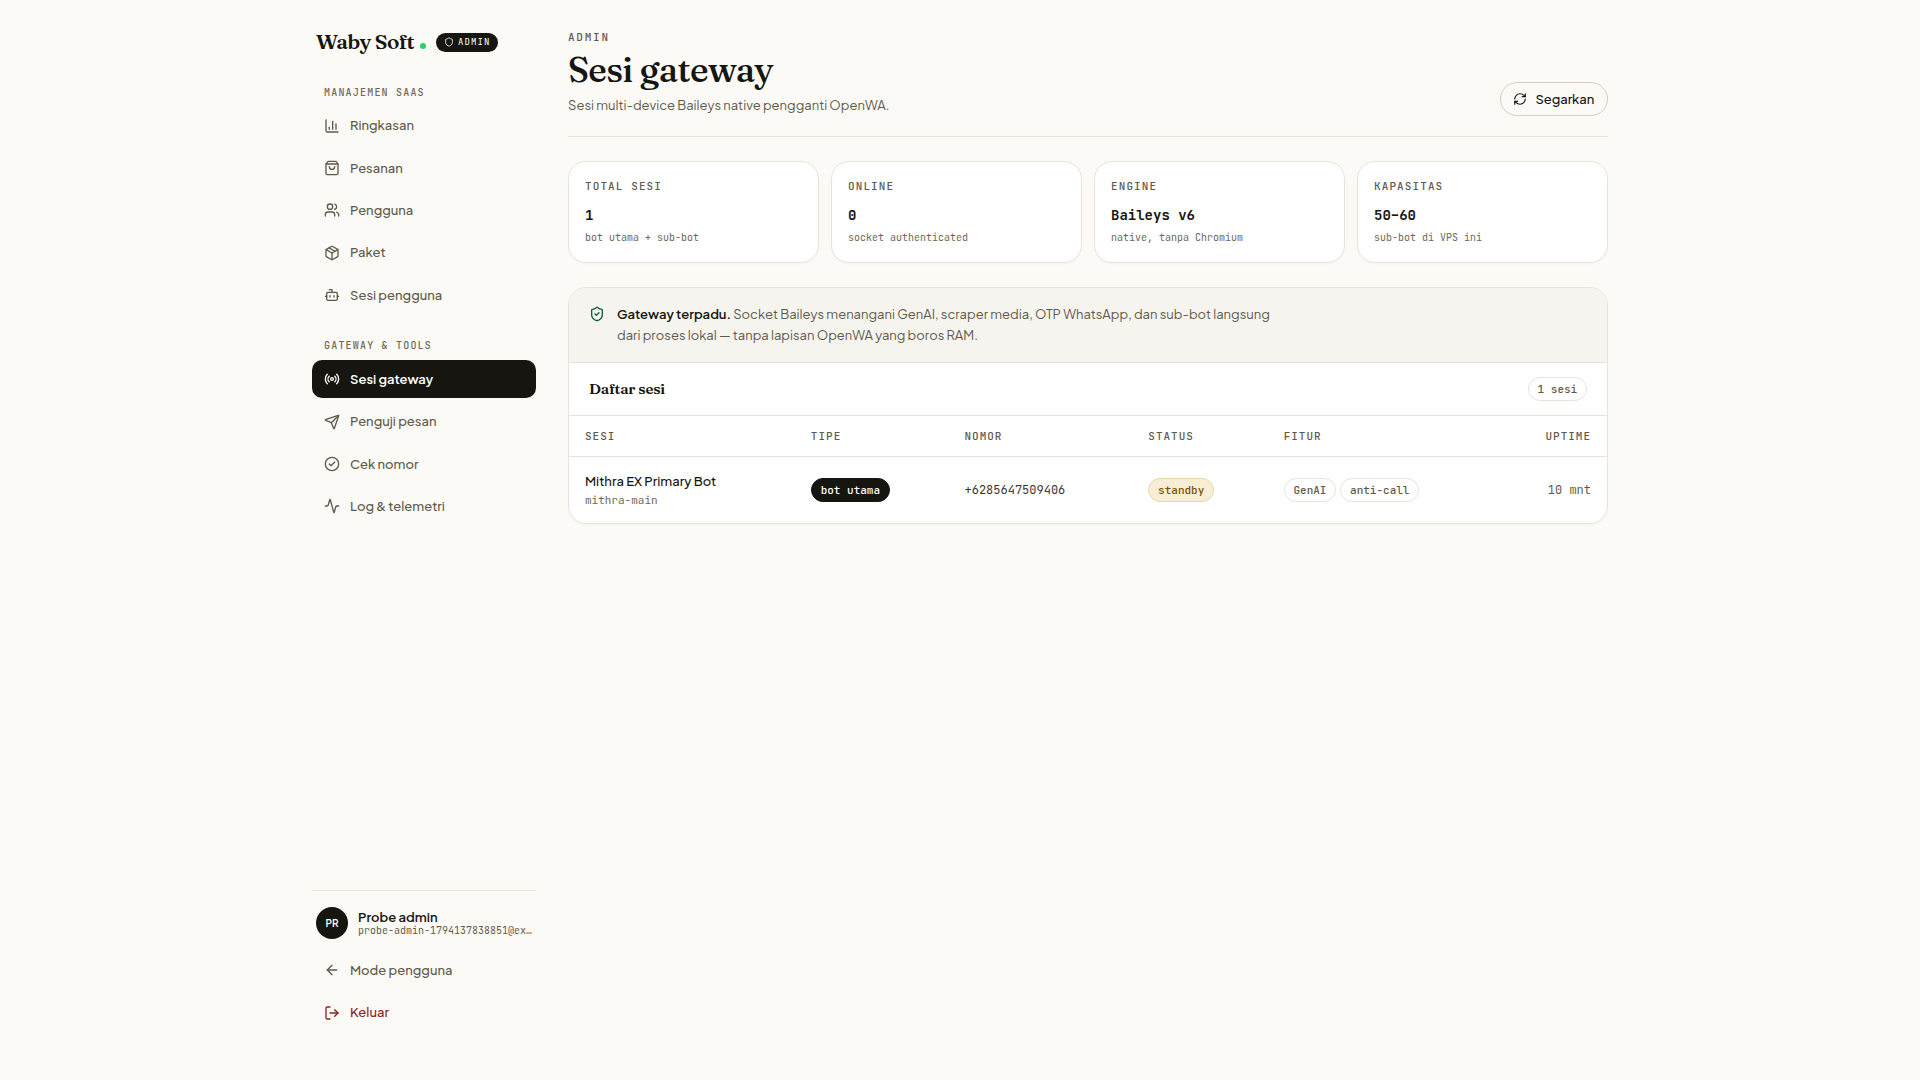 Waby Soft
ADMIN
MANAJEMEN SAAS
Ringkasan
Pesanan
Pengguna
Paket
Sesi pengguna
GATEWAY & TOOLS
Sesi gateway
Penguji pesan
Cek nomor
Log & telemetri
PR
Probe admin
probe-admin-1794137838851@ex…
Mode pengguna
Keluar
ADMIN
Sesi gateway
Sesi multi-device Baileys native pengganti OpenWA.
Segarkan
TOTAL SESI
1
bot utama + sub-bot
ONLINE
0
socket authenticated
ENGINE
Baileys v6
native, tanpa Chromium
KAPASITAS
50–60
sub-bot di VPS ini
Gateway terpadu. Socket Baileys menangani GenAI, scraper media, OTP WhatsApp, dan sub-bot langsung
dari proses lokal — tanpa lapisan OpenWA yang boros RAM.
Daftar sesi
1 sesi
SESI TIPE NOMOR STATUS FITUR UPTIME
Mithra EX Primary Bot
mithra-main
bot utama
+6285647509406
standby
GenAI
anti-call
10 mnt